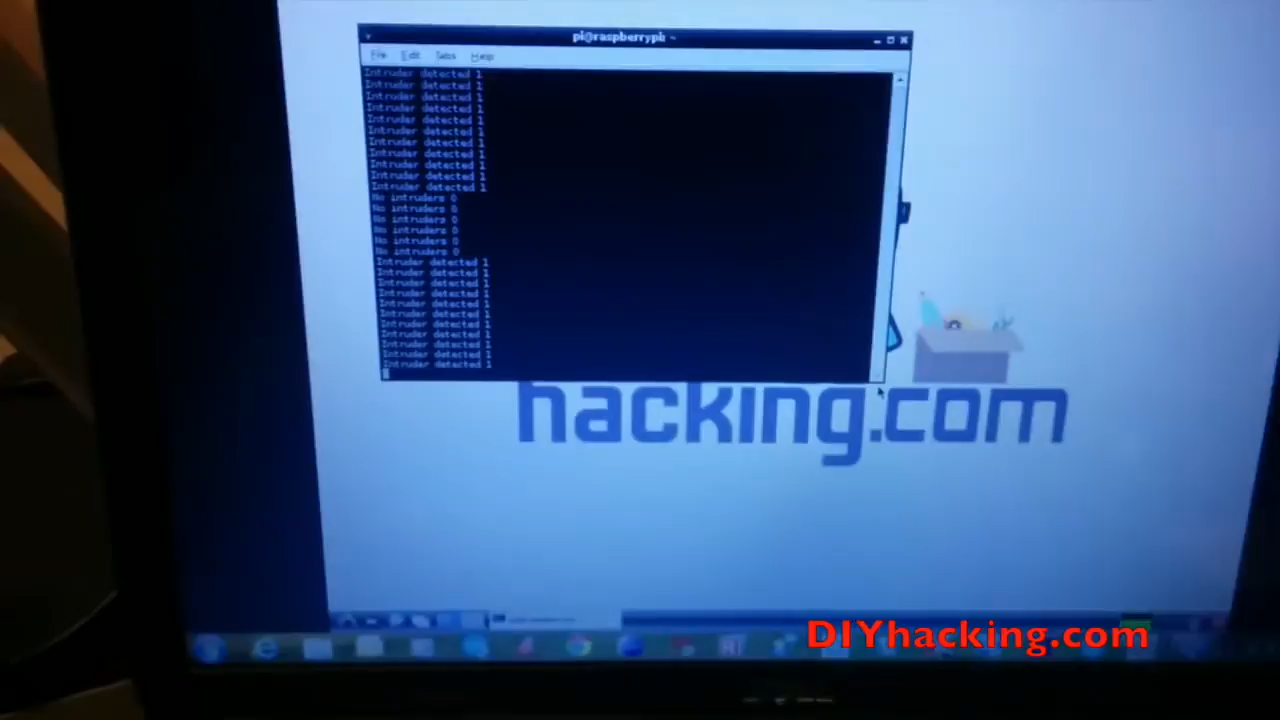 pi@raspberrypi: ~
File Edit Tabs Help
Intruder detected 1
Intruder detected 1
Intruder detected 1
Intruder detected 1
Intruder detected 1
Intruder detected 1
Intruder detected 1
Intruder detected 1
Intruder detected 1
Intruder detected 1
Intruder detected 1
No intruders 0
No intruders 0
No intruders 0
No intruders 0
No intruders 0
No intruders 0
Intruder detected 1
Intruder detected 1
Intruder detected 1
Intruder detected 1
Intruder detected 1
Intruder detected 1
Intruder detected 1
Intruder detected 1
Intruder detected 1
Intruder detected 1
Intruder detected 1
hacking.com
DIYhacking.com